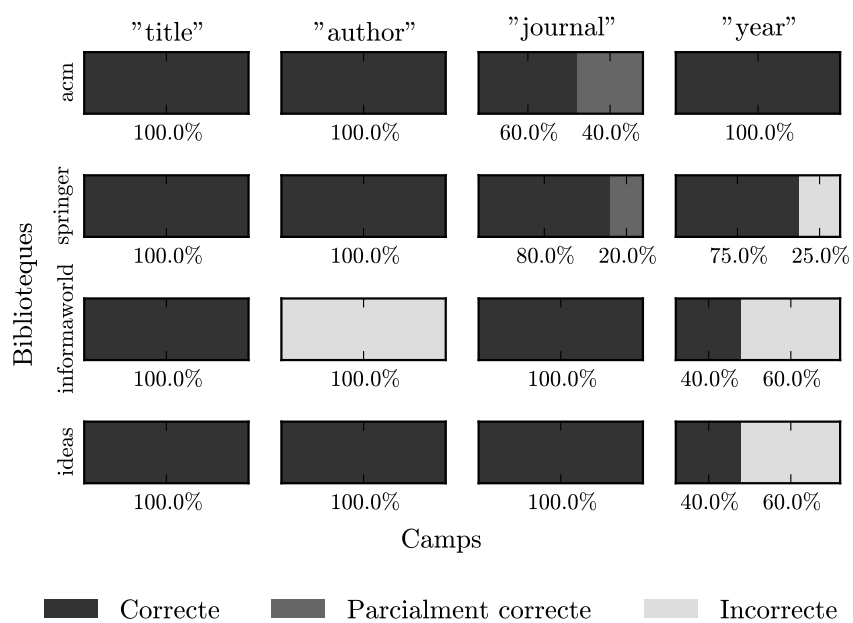 "title" "author" "journal" "year"
acm
100.0% 100.0% 60.0% 40.0% 100.0%
springer
100.0% 100.0% 80.0% 20.0% 75.0% 25.0%
Biblioteques
informaworld
100.0% 100.0% 100.0% 40.0% 60.0%
ideas
100.0% 100.0% 100.0% 40.0% 60.0%
Camps
Correcte Parcialment correcte Incorrecte